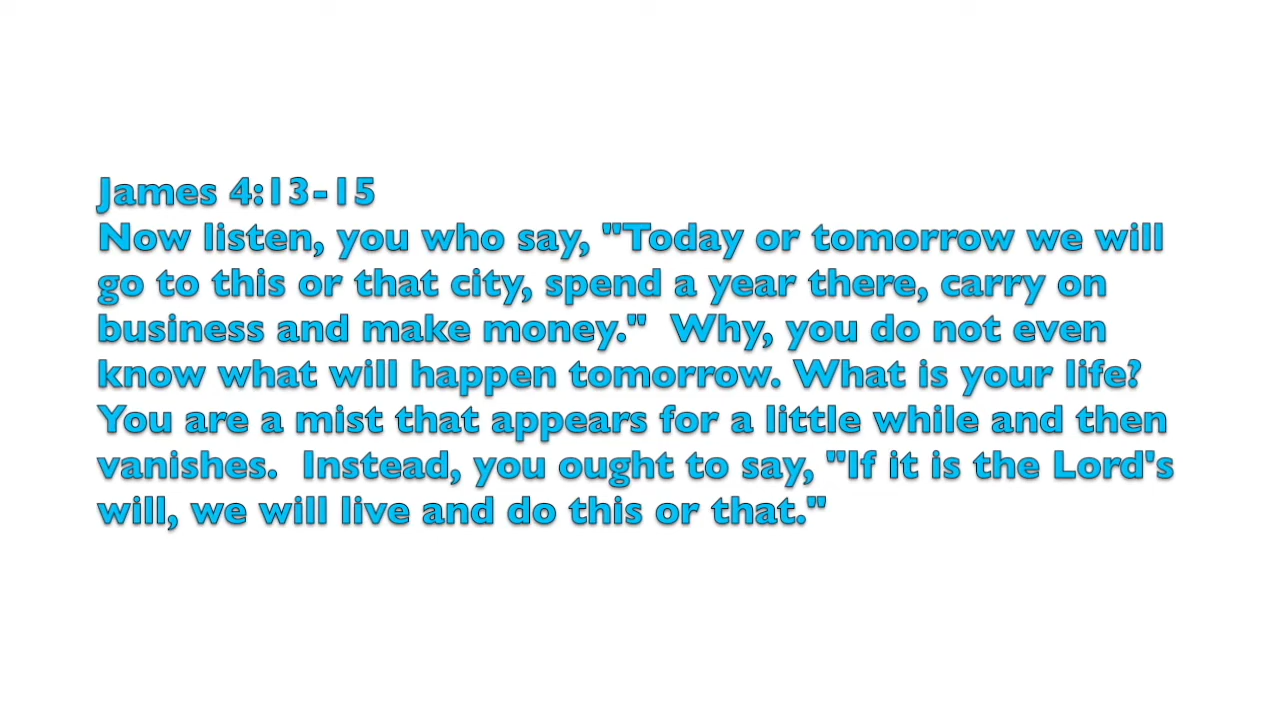 James 4:13-15
Now listen, you who say, "Today or tomorrow we will
go to this or that city, spend a year there, carry on
business and make money."  Why, you do not even
know what will happen tomorrow. What is your life?
You are a mist that appears for a little while and then
vanishes.  Instead, you ought to say, "If it is the Lord's
will, we will live and do this or that."